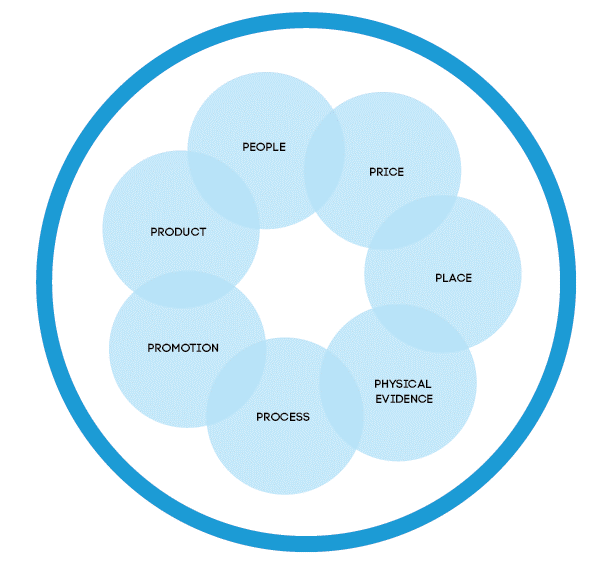 PEOPLE
PRICE
PRODUCT
PLACE
PROMOTION
PHYSICAL
EVIDENCE
PROCESS